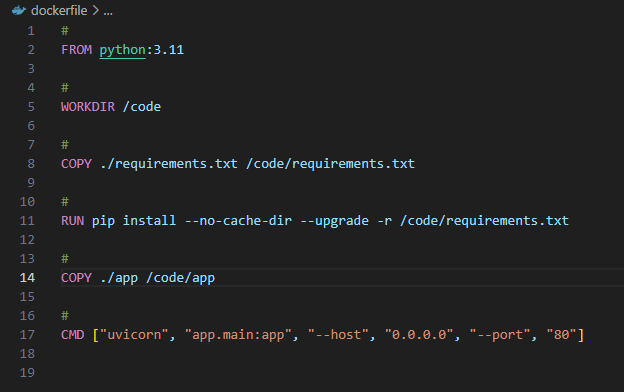 dockerfile > ...
1 #
2 FROM python:3.11
3
4 #
5 WORKDIR /code
6
7 #
8 COPY ./requirements.txt /code/requirements.txt
9
10 #
11 RUN pip install --no-cache-dir --upgrade -r /code/requirements.txt
12
13 #
14 COPY ./app /code/app
15
16 #
17 CMD ["uvicorn", "app.main:app", "--host", "0.0.0.0", "--port", "80"]
18
19